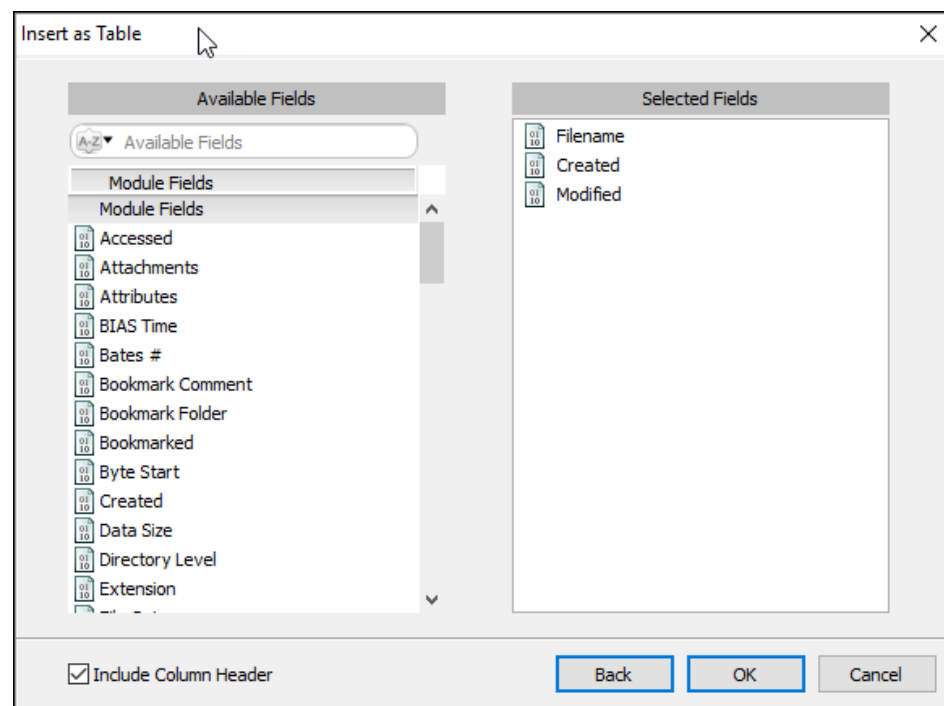 Insert as Table
Available Fields
A-Z Available Fields
Module Fields
Module Fields
Accessed
Attachments
Attributes
BIAS Time
Bates #
Bookmark Comment
Bookmark Folder
Bookmarked
Byte Start
Created
Data Size
Directory Level
Extension
Selected Fields
Filename
Created
Modified
Include Column Header
Back
OK
Cancel